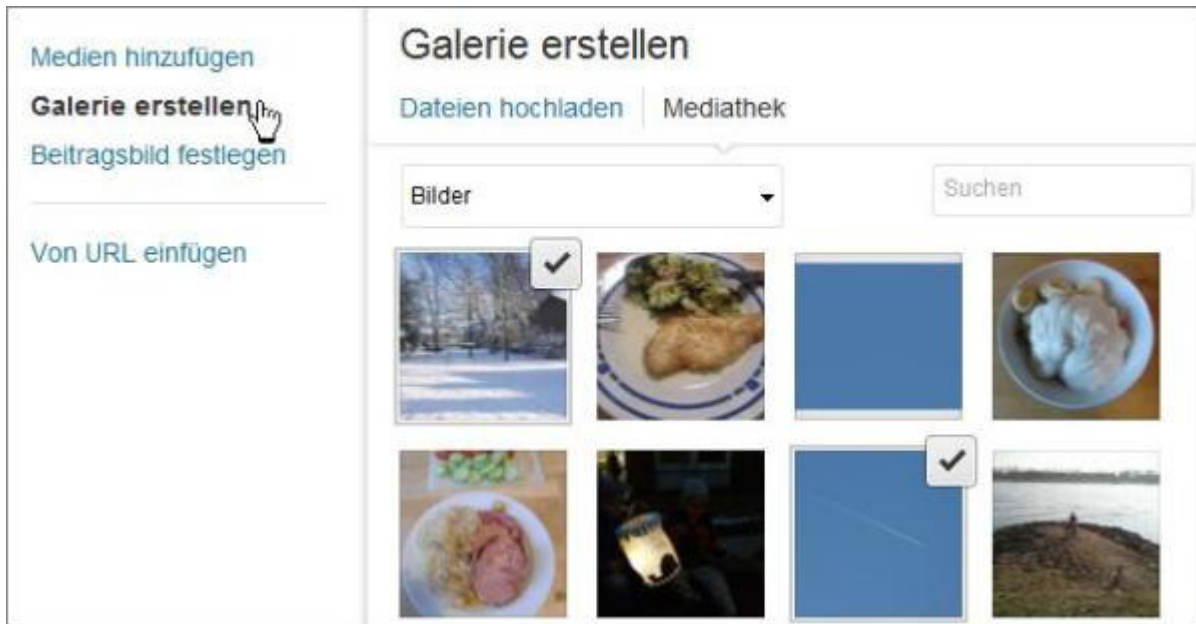 Medien hinzufügen
Galerie erstellen
Beitragsbild festlegen
Von URL einfügen
Galerie erstellen
Dateien hochladen
Mediathek
Bilder
Suchen